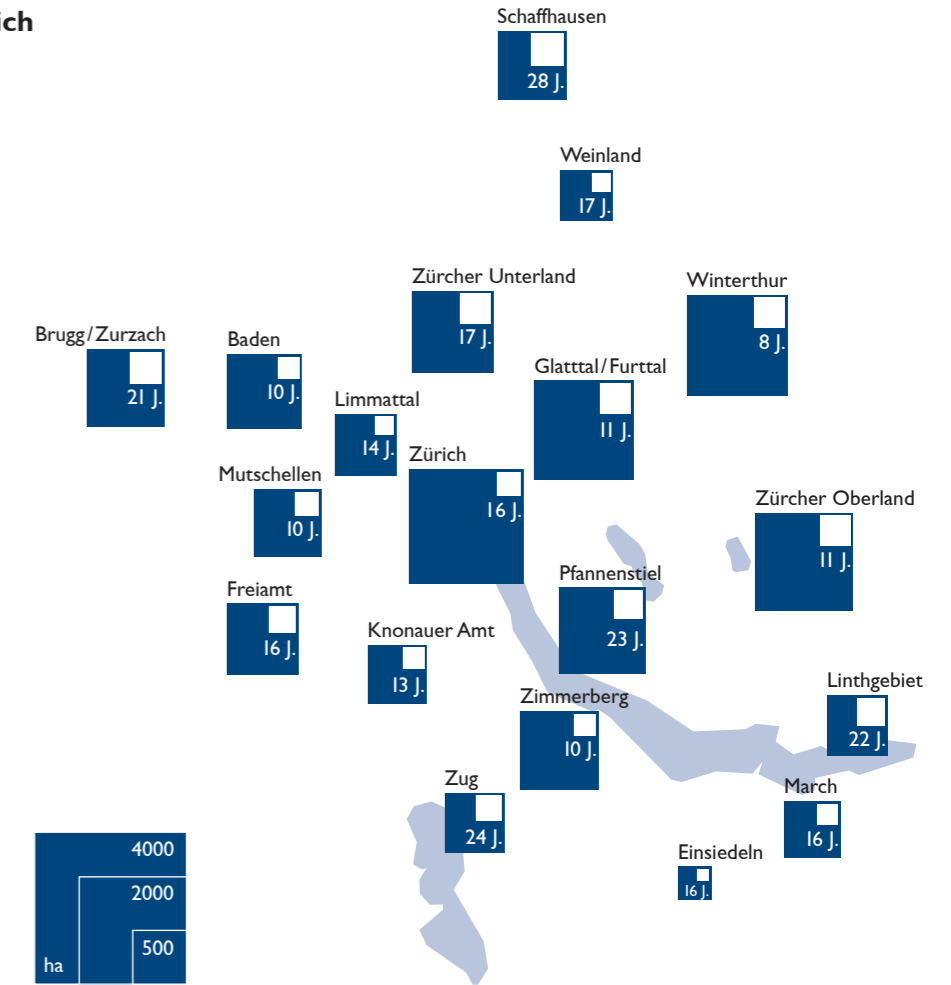 ich
Schaffhausen
28 J.
Weinland
17 J.
Zürcher Unterland
17 J.
Winterthur
8 J.
Brugg/Zurzach
21 J.
Baden
10 J.
Glatttal/Furttal
11 J.
Limmattal
14 J.
Zürich
16 J.
Mutschellen
10 J.
Zürcher Oberland
11 J.
Pfannenstiel
23 J.
Freiamt
16 J.
Knonauer Amt
13 J.
Linthgebiet
22 J.
Zimmerberg
10 J.
Zug
24 J.
March
16 J.
Einsiedeln
16 J.
4000
2000
500
ha